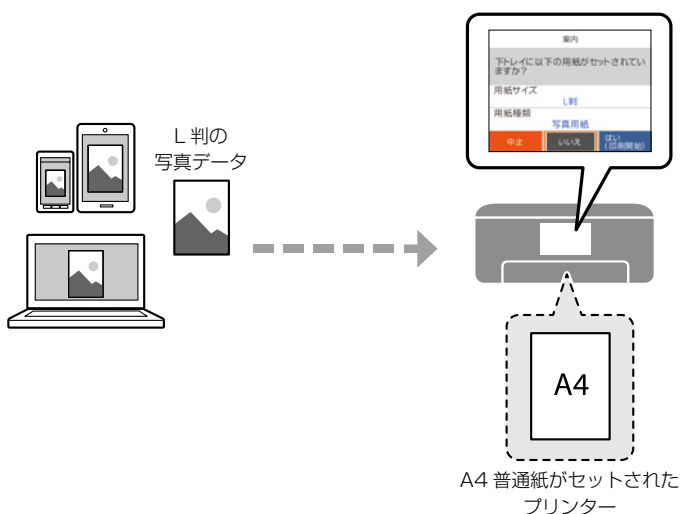 案内
下トレイに以下の用紙がセットされてい
ますか?
用紙サイズ
L判
用紙種類
写真用紙
中止
いいえ
はい
(印刷開始)
L 判の
写真データ
A4
A4 普通紙がセットされた
プリンター